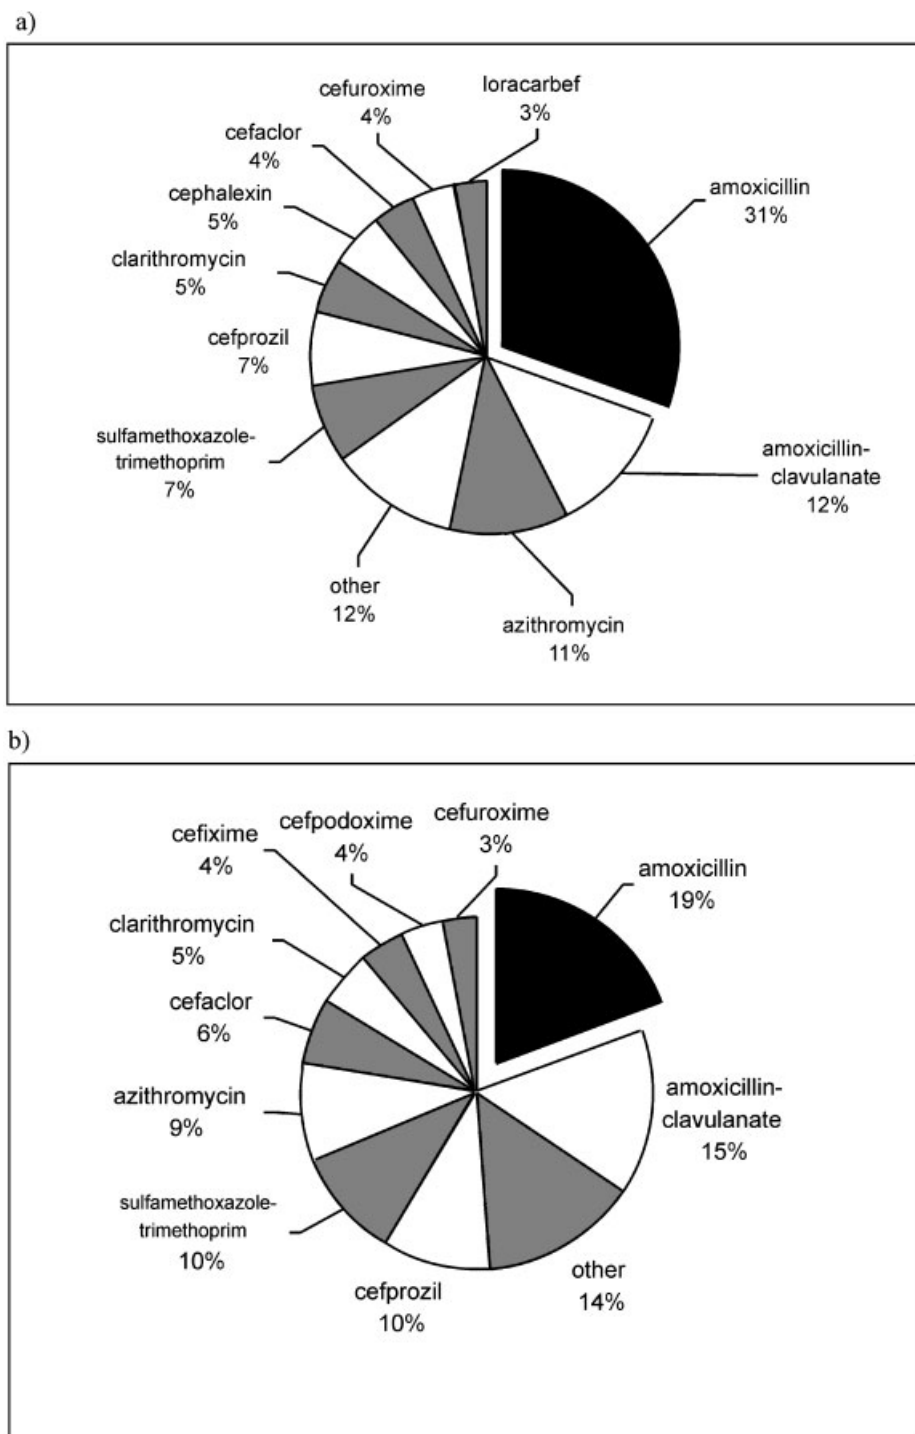 a)
cefuroxime
4%
loracarbef
3%
cefaclor
4%
amoxicillin
31%
cephalexin
5%
clarithromycin
5%
cefprozil
7%
sulfamethoxazole-
trimethoprim
7%
amoxicillin-
clavulanate
12%
other
12%
azithromycin
11%
b)
cefixime
4%
cefpodoxime
4%
cefuroxime
3%
amoxicillin
19%
clarithromycin
5%
cefaclor
6%
azithromycin
9%
amoxicillin-
clavulanate
15%
sulfamethoxazole-
trimethoprim
10%
cefprozil
10%
other
14%